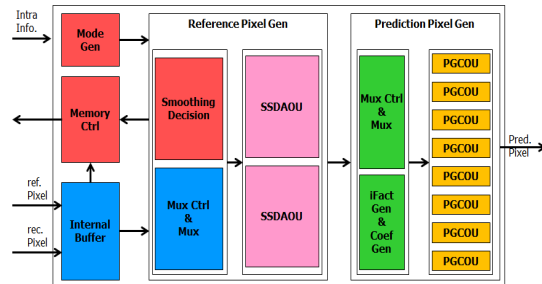 Intra
Info.
Mode
Gen
Reference Pixel Gen
Prediction Pixel Gen
Memory
Ctrl
Smoothing
Decision
SSDAOU
Mux Ctrl
&
Mux
PGCOU
PGCOU
PGCOU
PGCOU
Pred.
Pixel
ref.
Pixel
rec.
Pixel
Internal
Buffer
Mux Ctrl
&
Mux
SSDAOU
iFact
Gen
&
Coef
Gen
PGCOU
PGCOU
PGCOU
PGCOU